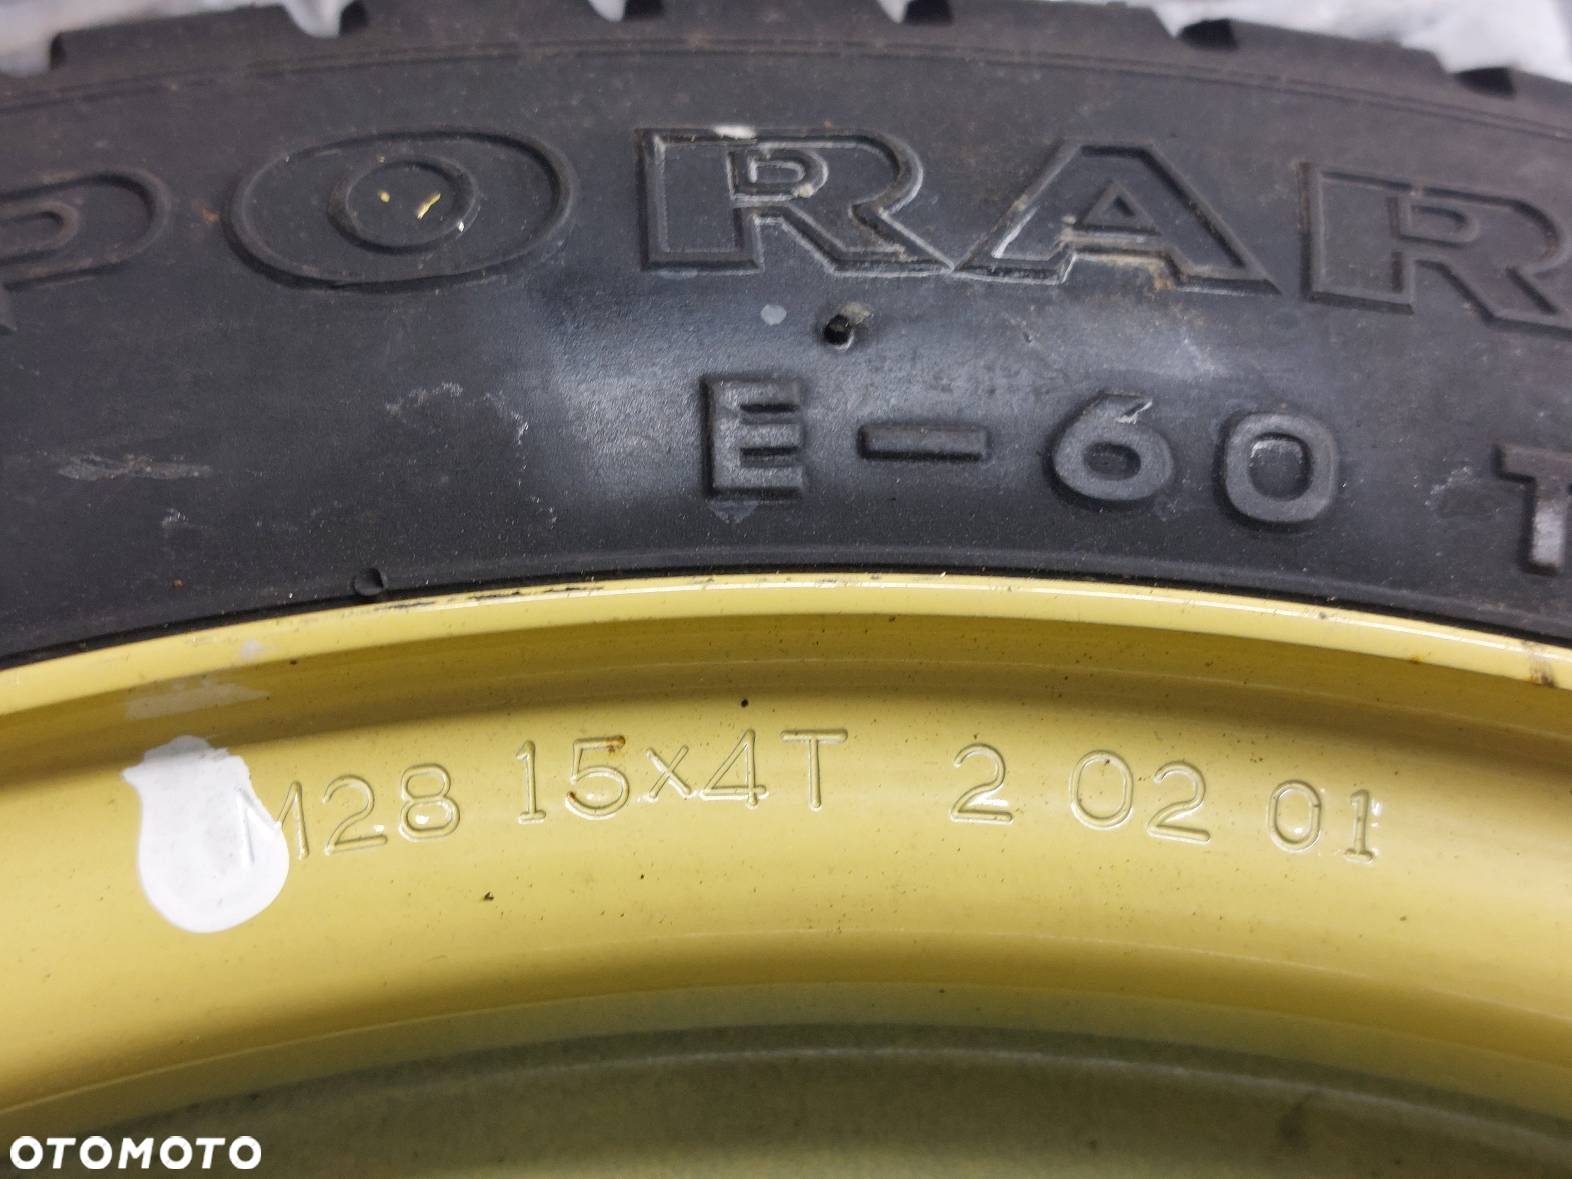 PORAR
E-60 T
M28 15x4T 2 02 01
OTOMOTO